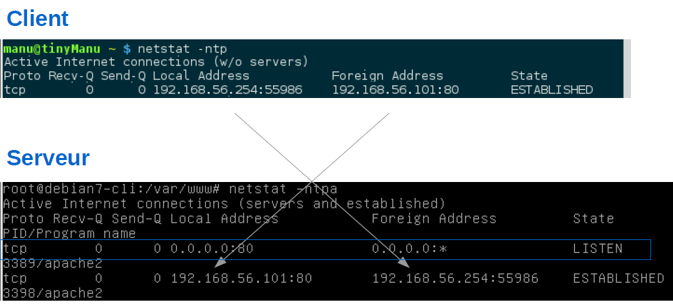 Client
manu@tinyManu ~ $ netstat -ntp
Active Internet connections (w/o servers)
Proto Recv-Q Send-Q Local Address Foreign Address State
tcp 0 0 192.168.56.254:55986 192.168.56.101:80 ESTABLISHED
Serveur
root@debian7-cli:/var/www# netstat -ntpa
Active Internet connections (servers and established)
Proto Recv-Q Send-Q Local Address Foreign Address State
PID/Program name
tcp 0 0 0.0.0.0:80 0.0.0.0:* LISTEN
3389/apache2
tcp 0 0 192.168.56.101:80 192.168.56.254:55986 ESTABLISHED
3398/apache2